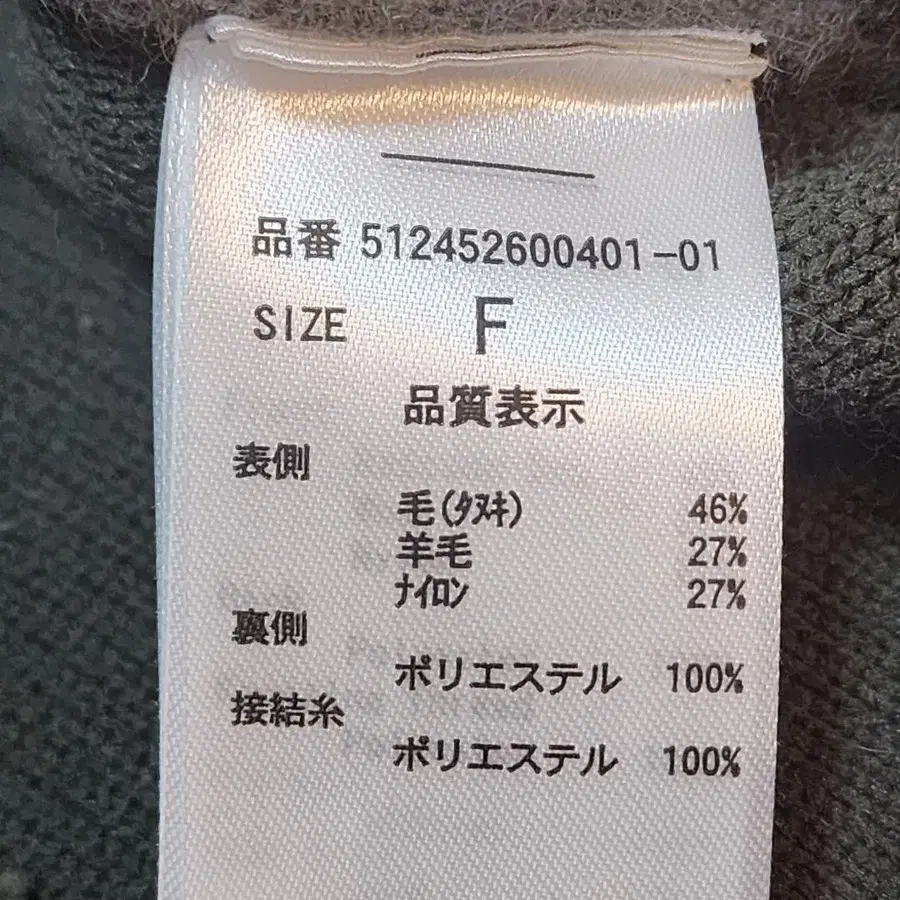 品番 512452600401-01
SIZE F
品質表示
表側
毛(ﾀﾇｷ) 46%
羊毛 27%
ﾅｲﾛﾝ 27%
裏側
ポリエステル 100%
接結糸
ポリエステル 100%